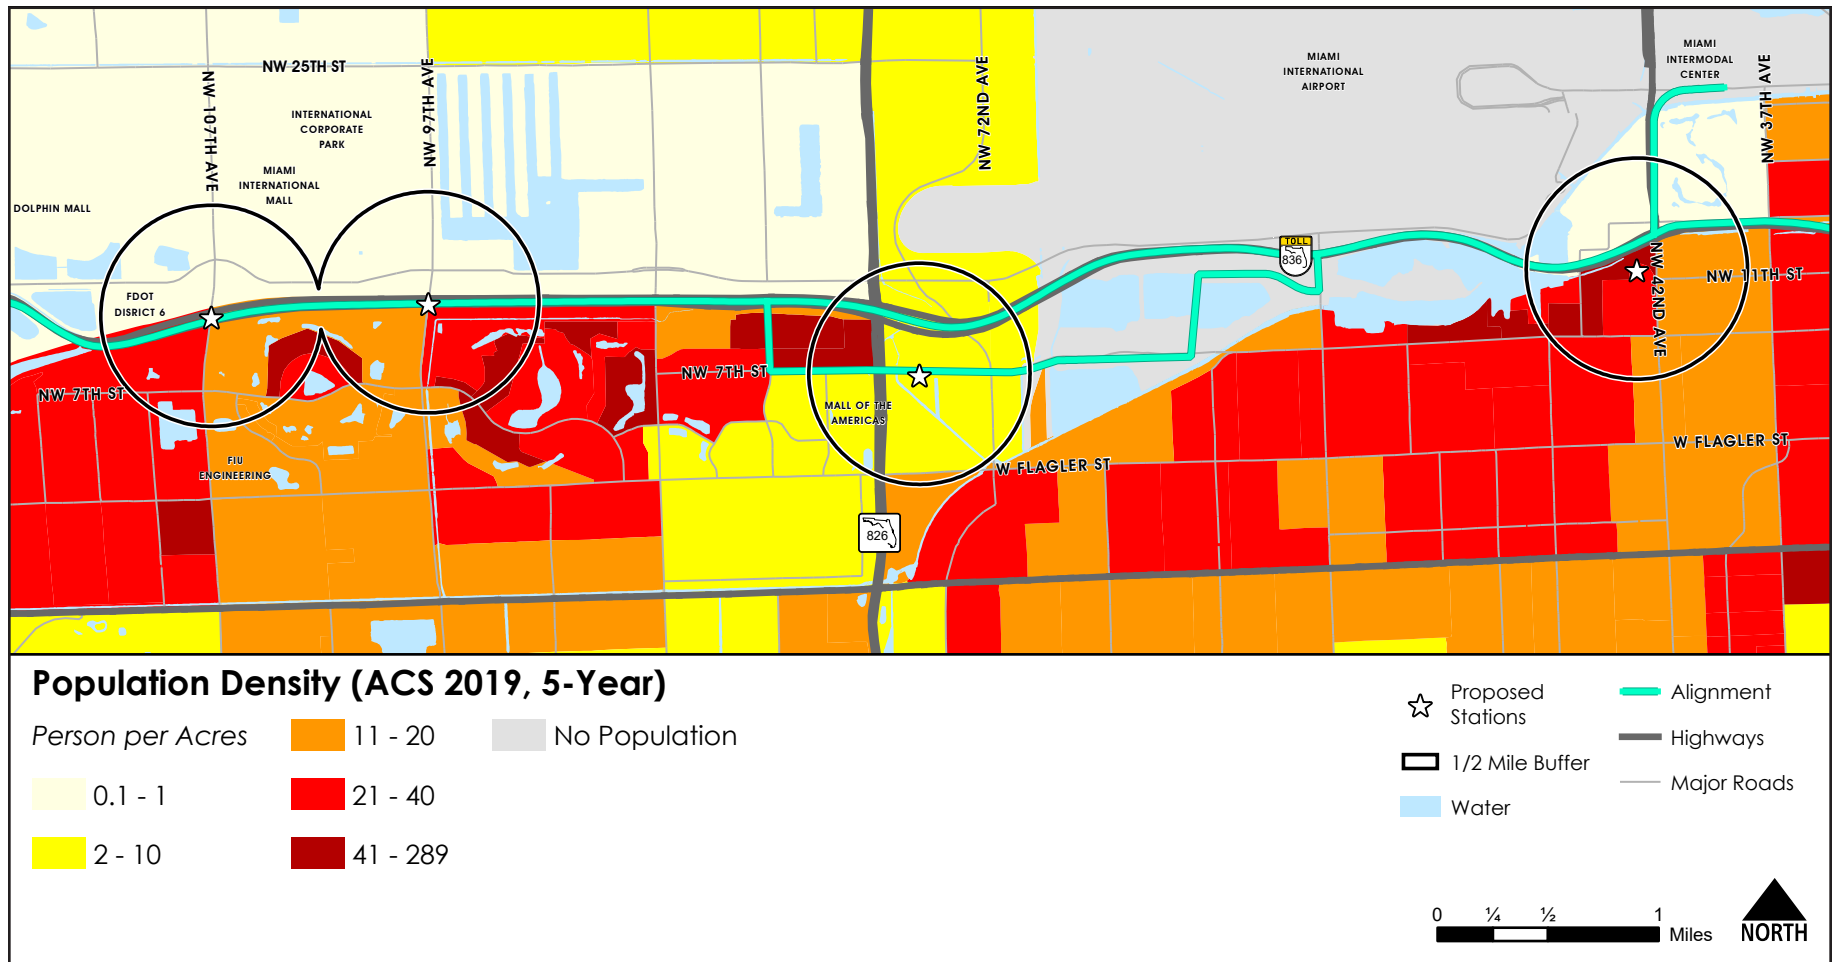 NW 25TH ST
NW 107TH AVE
NW 97TH AVE
INTERNATIONAL
CORPORATE
PARK
MIAMI
INTERNATIONAL
MALL
DOLPHIN MALL
NW 72ND AVE
MIAMI
INTERNATIONAL
AIRPORT
MIAMI
INTERMODAL
CENTER
NW 37TH AVE
TOLL
836
FDOT
DISRICT 6
NW 42ND AVE
NW 11TH ST
NW 7TH ST
NW 7TH ST
MALL OF THE
AMERICAS
FIU
ENGINEERING
W FLAGLER ST
W FLAGLER ST
826
Population Density (ACS 2019, 5-Year)
Person per Acres
0.1 - 1
2 - 10
11 - 20
21 - 40
41 - 289
No Population
Proposed
Stations
1/2 Mile Buffer
Water
Alignment
Highways
Major Roads
0 ¼ ½ 1
Miles
NORTH